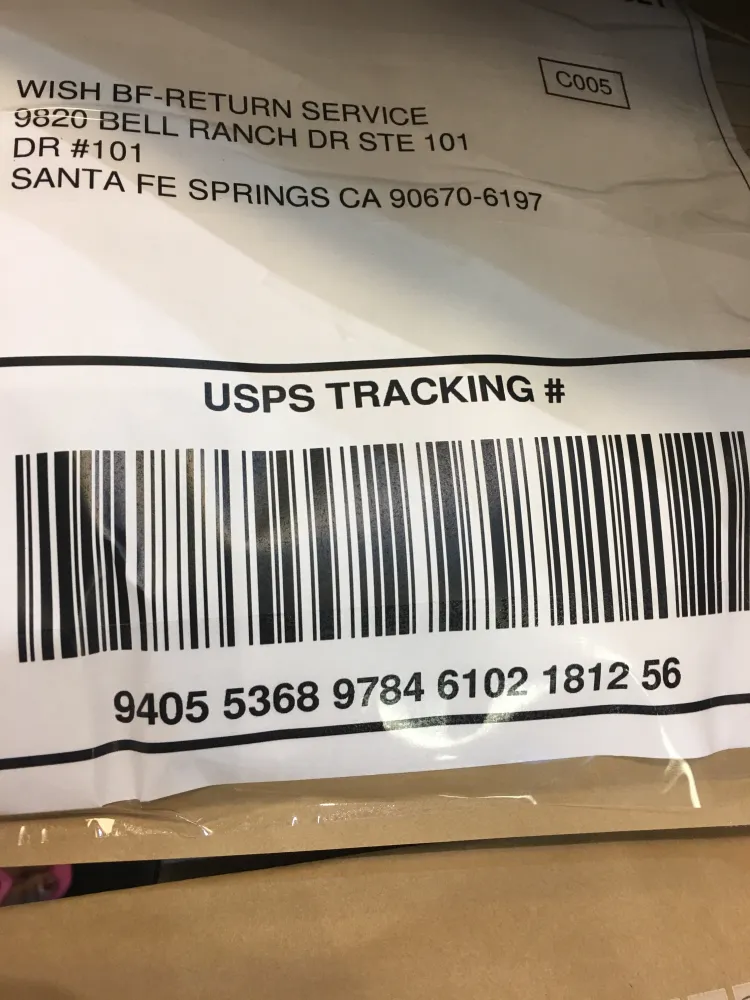 C005
WISH BF-RETURN SERVICE
9820 BELL RANCH DR STE 101
DR #101
SANTA FE SPRINGS CA 90670-6197
USPS TRACKING #
9405 5368 9784 6102 1812 56